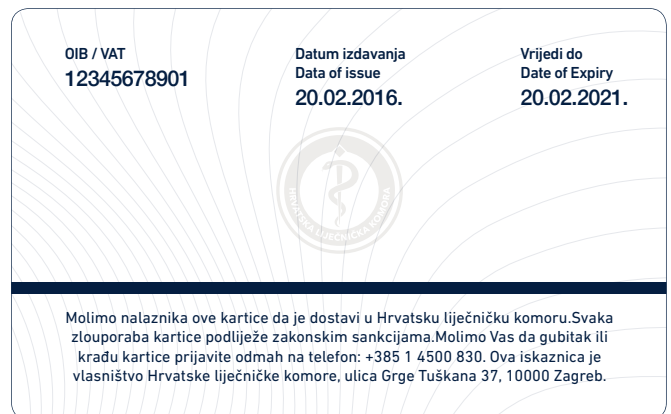 OIB / VAT
12345678901
Datum izdavanja
Data of issue
20.02.2016.
Vrijedi do
Date of Expiry
20.02.2021.
HRVATSKA LIJEČNIČKA KOMORA
Molimo nalaznika ove kartice da je dostavi u Hrvatsku liječničku komoru.Svaka
zlouporaba kartice podliježe zakonskim sankcijama.Molimo Vas da gubitak ili
krađu kartice prijavite odmah na telefon: +385 1 4500 830. Ova iskaznica je
vlasništvo Hrvatske liječničke komore, ulica Grge Tuškana 37, 10000 Zagreb.